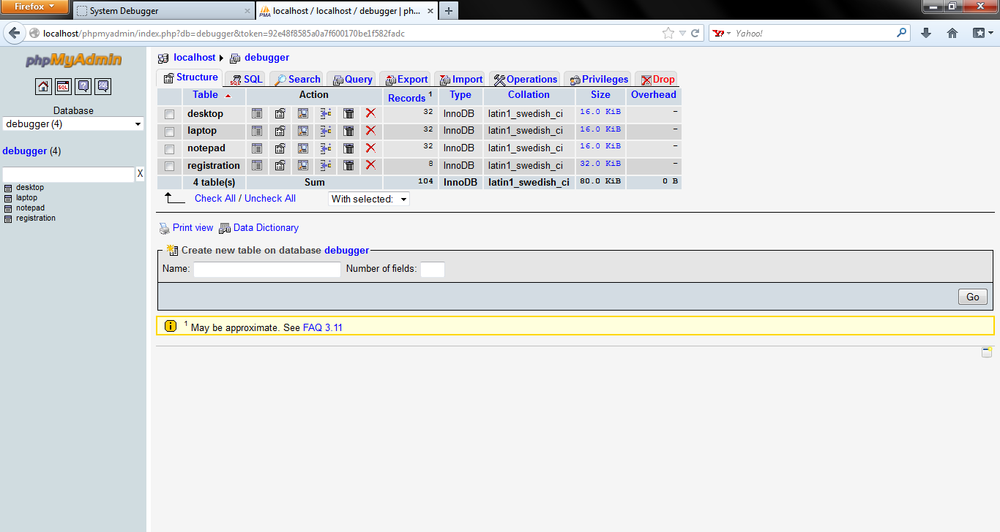 Firefox
System Debugger
localhost / localhost / debugger | ph...
localhost/phpmyadmin/index.php?db=debugger&token=92e48f8585a0a7f600170be1f582fadc
Yahoo!
phpMyAdmin
SQL
Database
debugger (4)
debugger (4)
X
desktop
laptop
notepad
registration
localhost debugger
Structure SQL Search Query Export Import Operations Privileges Drop
Table Action Records 1 Type Collation Size Overhead
desktop 32 InnoDB latin1_swedish_ci 16.0 KiB -
laptop 32 InnoDB latin1_swedish_ci 16.0 KiB -
notepad 32 InnoDB latin1_swedish_ci 16.0 KiB -
registration 8 InnoDB latin1_swedish_ci 32.0 KiB -
4 table(s) Sum 104 InnoDB latin1_swedish_ci 80.0 KiB 0 B
Check All / Uncheck All With selected:
Print view Data Dictionary
Create new table on database debugger
Name: Number of fields:
Go
1 May be approximate. See FAQ 3.11